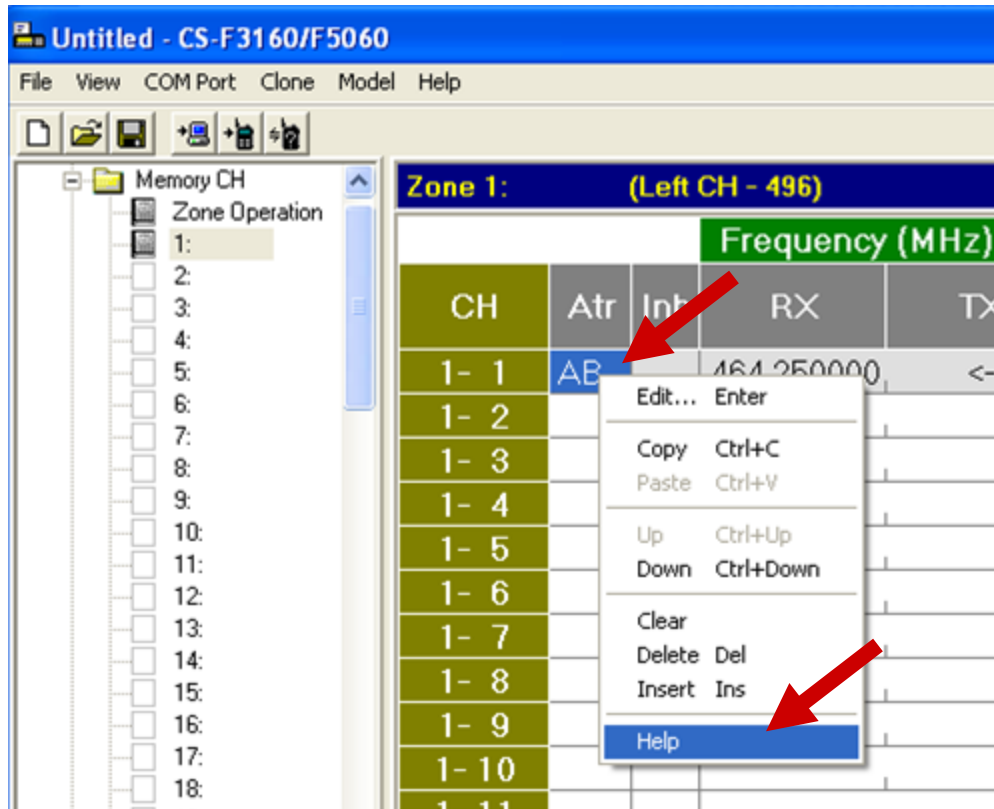 Untitled - CS-F3160/F5060
File View COM Port Clone Model Help
Memory CH
Zone Operation
1:
2:
3:
4:
5:
6:
7:
8:
9:
10:
11:
12:
13:
14:
15:
16:
17:
18:
Zone 1: (Left CH - 496)
Frequency (MHz)
CH Atr Inh RX TX
1- 1 AB 464.250000 <-
1- 2
1- 3
1- 4
1- 5
1- 6
1- 7
1- 8
1- 9
1- 10
1- 11
Edit... Enter
Copy Ctrl+C
Paste Ctrl+V
Up Ctrl+Up
Down Ctrl+Down
Clear
Delete Del
Insert Ins
Help